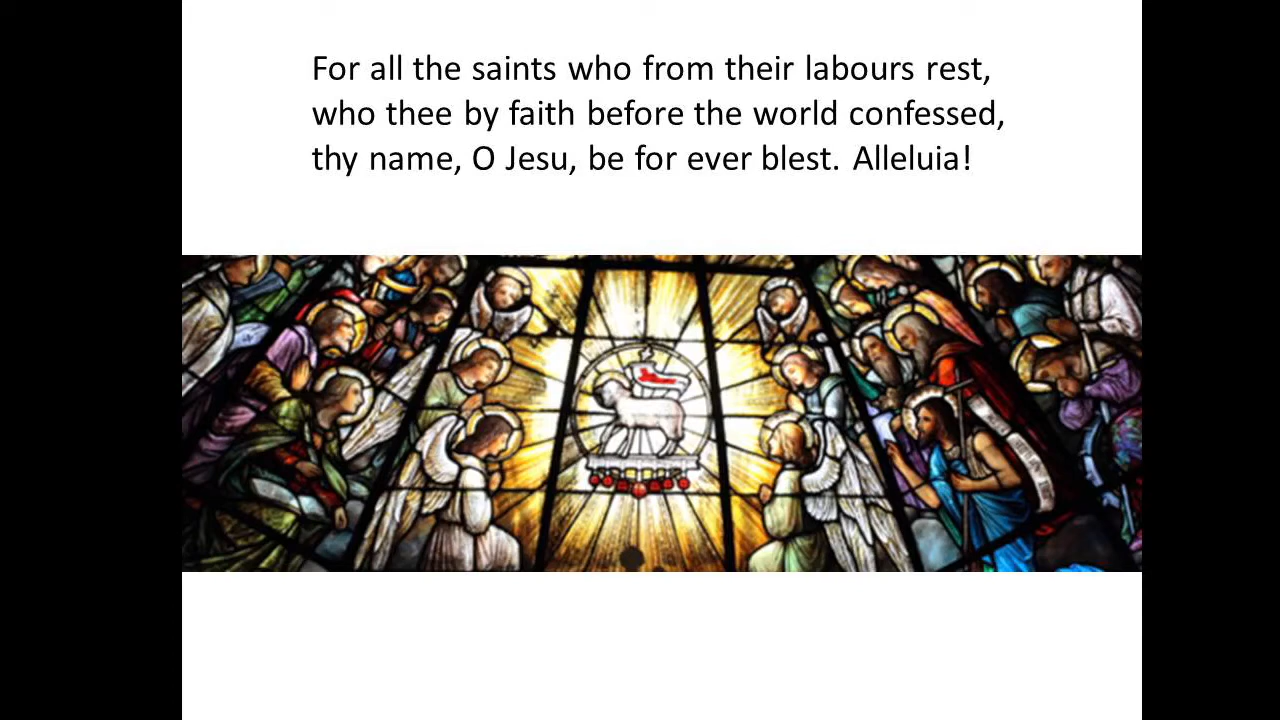 For all the saints who from their labours rest,
who thee by faith before the world confessed,
thy name, O Jesu, be for ever blest. Alleluia!